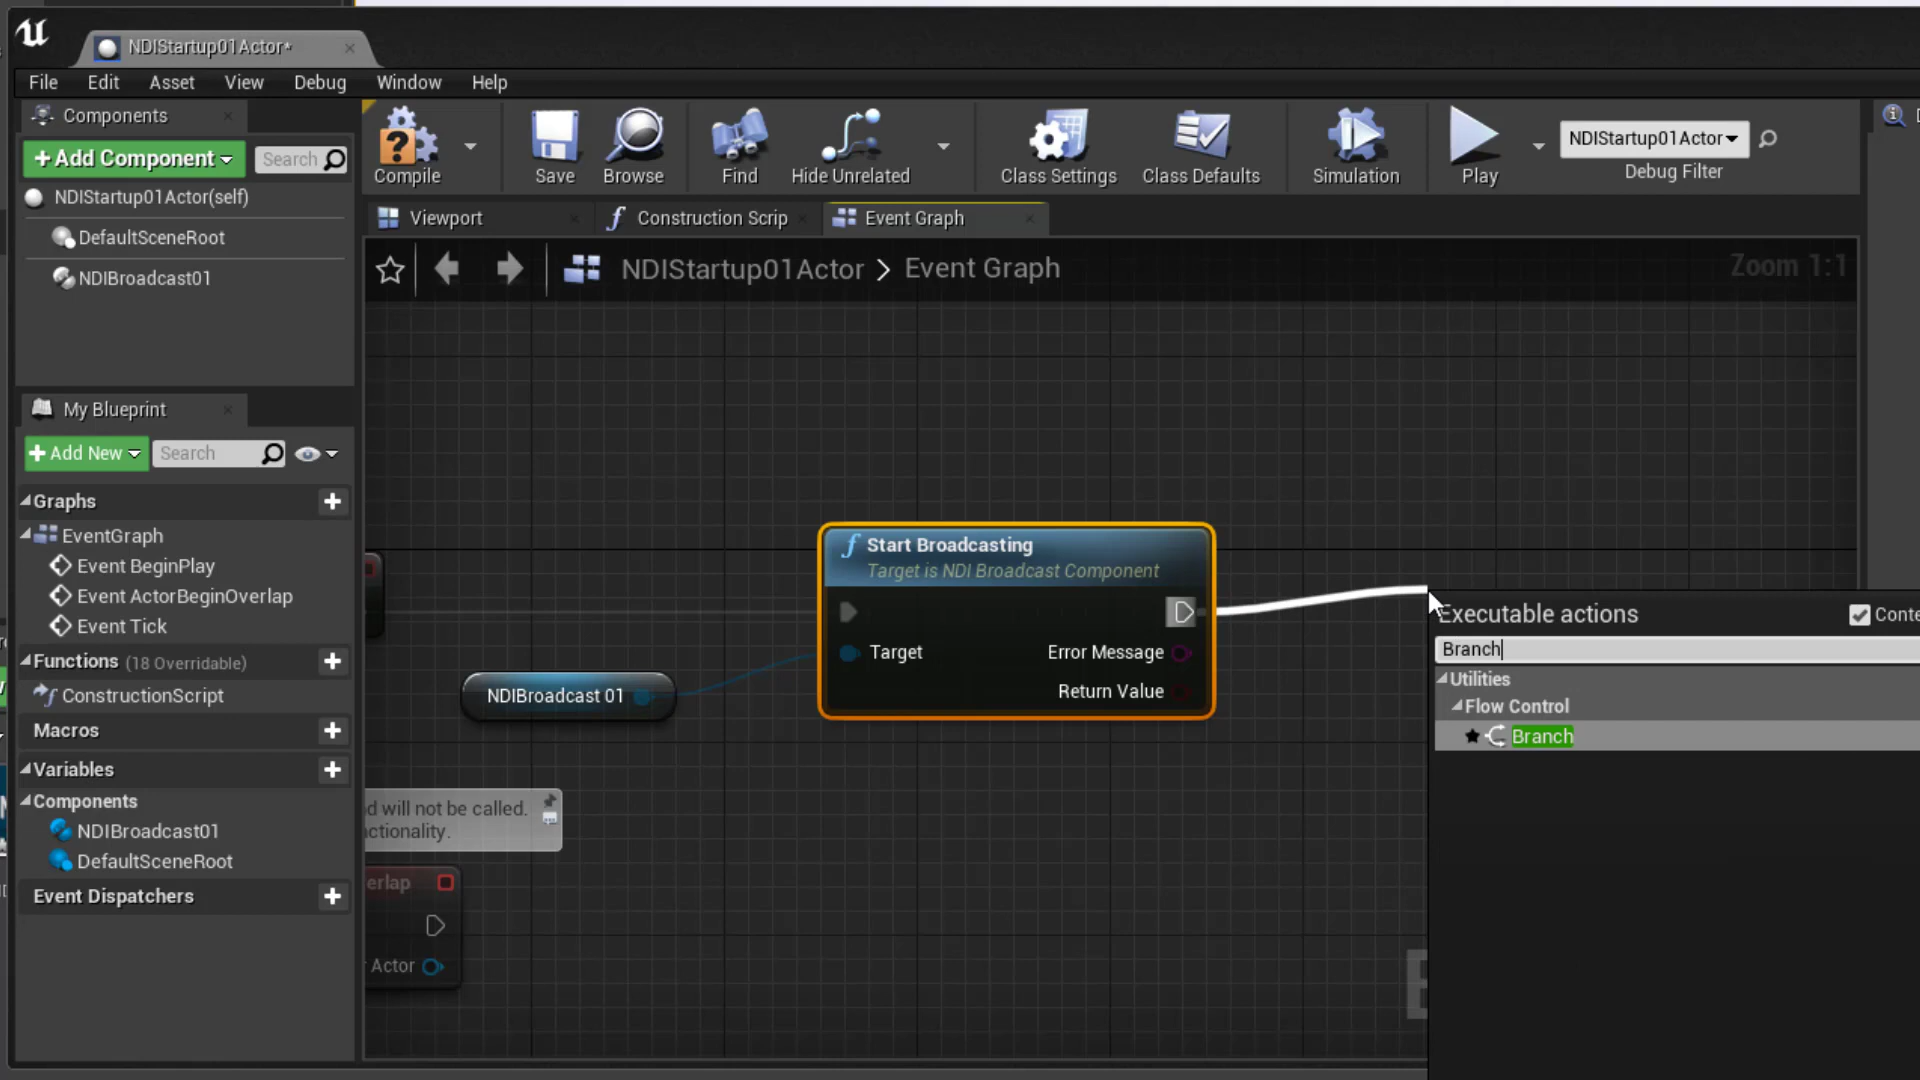 NDIStartup01Actor*
File Edit Asset View Debug Window Help
Components
+Add Component
Search
NDIStartup01Actor(self)
DefaultSceneRoot
NDIBroadcast01
My Blueprint
+Add New
Search
Graphs
EventGraph
Event BeginPlay
Event ActorBeginOverlap
Event Tick
Functions (18 Overridable)
ConstructionScript
Macros
Variables
Components
NDIBroadcast01
DefaultSceneRoot
Event Dispatchers
Compile
Save
Browse
Find
Hide Unrelated
Class Settings
Class Defaults
Simulation
Play
NDIStartup01Actor
Debug Filter
Viewport
Construction Scrip
Event Graph
NDIStartup01Actor > Event Graph
Zoom 1:1
Start Broadcasting
Target is NDI Broadcast Component
Target
Error Message
Return Value
NDIBroadcast 01
d will not be called.
ctionality.
erlap
Actor
Executable actions
Conte
Branch
Utilities
Flow Control
Branch